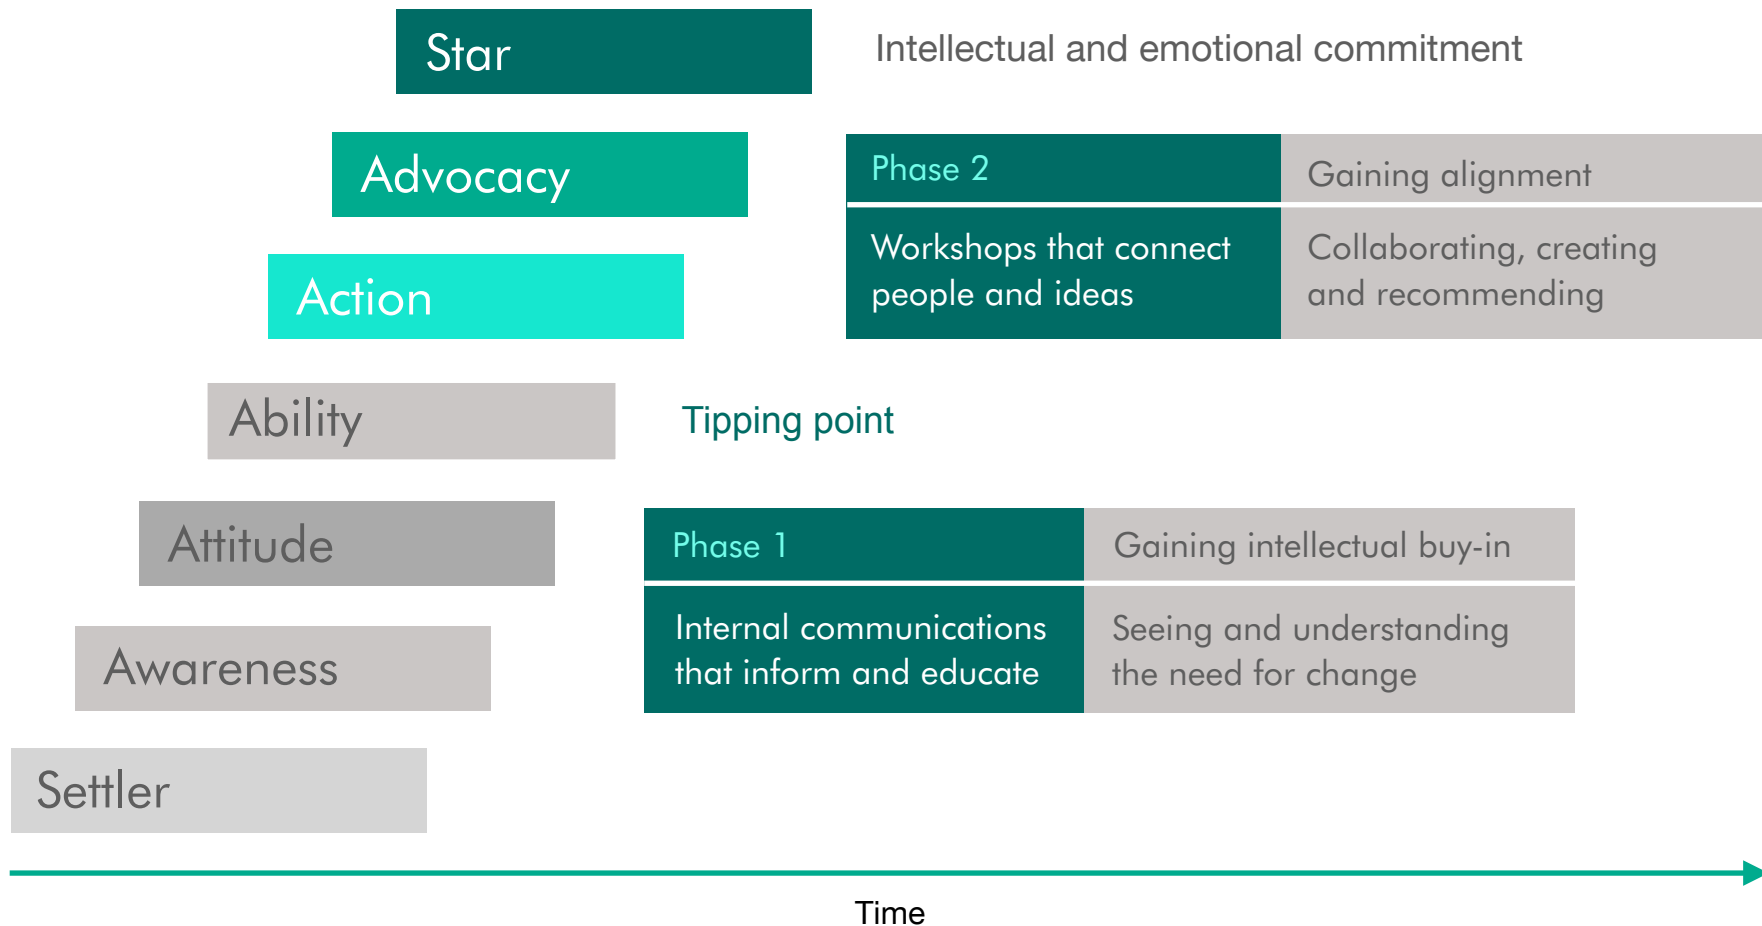 Star
Intellectual and emotional commitment
Advocacy
Phase 2
Gaining alignment
Workshops that connect
people and ideas
Collaborating, creating
and recommending
Action
Ability
Tipping point
Attitude
Phase 1
Gaining intellectual buy-in
Internal communications
that inform and educate
Seeing and understanding
the need for change
Awareness
Settler
Time